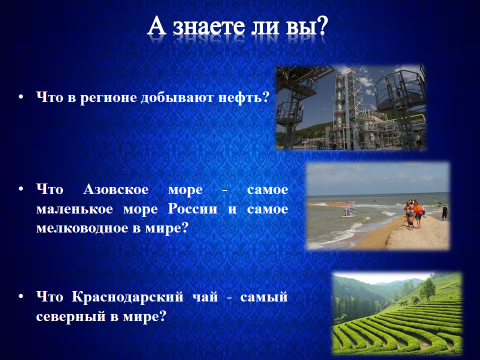 А знаете ли вы?
• Что в регионе добывают нефть?
• Что Азовское море - самое
маленькое море России и самое
мелководное в мире?
• Что Краснодарский чай - самый
северный в мире?